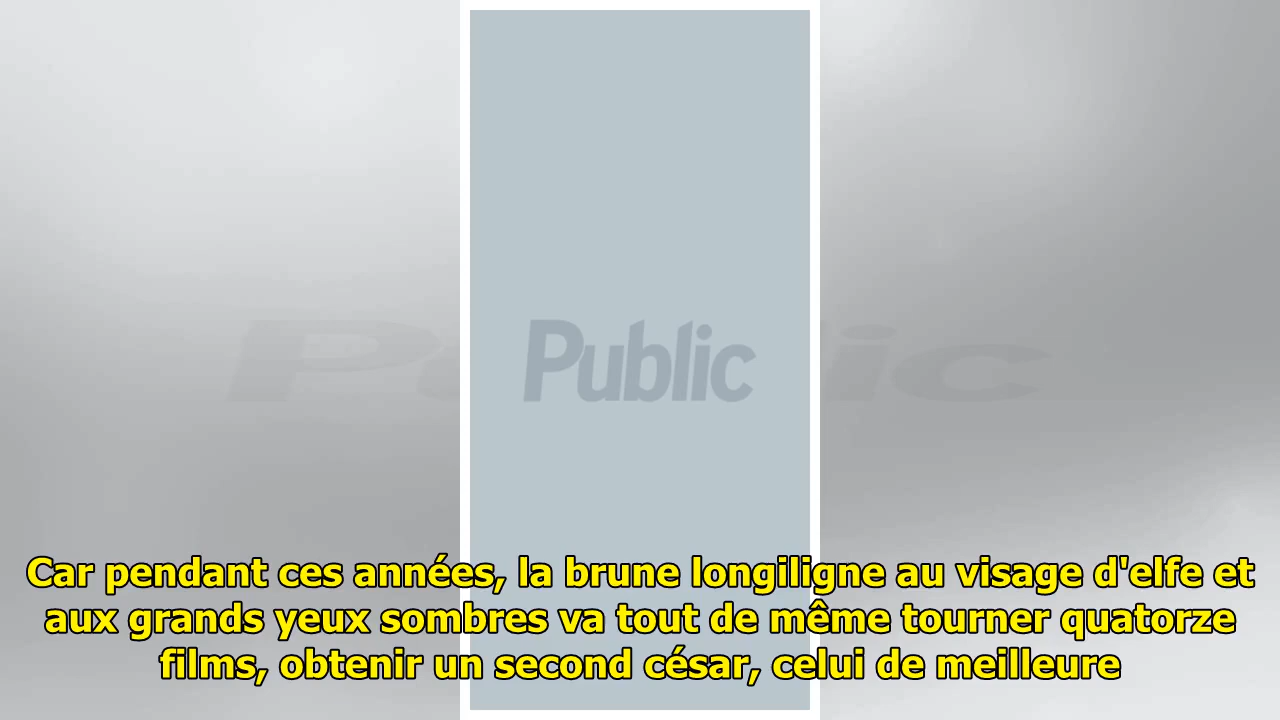 Public
Car pendant ces années, la brune longiligne au visage d'elfe et
aux grands yeux sombres va tout de même tourner quatorze
films, obtenir un second césar, celui de meilleure